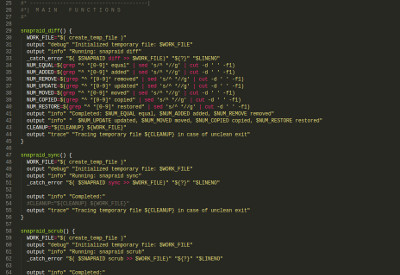 25 #------------------------------(
26 #| M A I N   F U N C T I O N S
27 #
28
29 snapraid_diff() {
30 WORK_FILE="$( create_temp_file )"
31 output "debug" "Initialized temporary file: $WORK_FILE"
32 output "info" "Running: snapraid diff"
33 _catch_error "$( $SNAPRAID diff >> $WORK_FILE)" "${?}" "$LINENO"
34 NUM_EQUAL=$(grep "^ *[0-9]* equal" | sed 's/^ *//g' | cut -d ' ' -f1)
35 NUM_ADDED=$(grep "^ *[0-9]* added" | sed 's/^ *//g' | cut -d ' ' -f1)
36 NUM_REMOVE=$(grep "^ *[0-9]* removed" | sed 's/^ *//g' | cut -d ' ' -f1)
37 NUM_UPDATE=$(grep "^ *[0-9]* updated" | sed 's/^ *//g' | cut -d ' ' -f1)
38 NUM_MOVED=$(grep "^ *[0-9]* moved" | sed 's/^ *//g' | cut -d ' ' -f1)
39 NUM_COPIED=$(grep "^ *[0-9]* copied" | sed 's/^ *//g' | cut -d ' ' -f1)
40 NUM_RESTORE=$(grep "^ *[0-9]* restored" | sed 's/^ *//g' | cut -d ' ' -f1)
41 output "info" "Completed: $NUM_EQUAL equal, $NUM_ADDED added, $NUM_REMOVE removed"
42 output "info" " $NUM_UPDATE updated, $NUM_MOVED moved, $NUM_COPIED copied, $NUM_RESTORE restored"
43 CLEANUP="${CLEANUP} ${WORK_FILE}"
44 output "trace" "Tracing temporary file ${CLEANUP} in case of unclean exit"
45 }
46
47 snapraid_sync() {
48 WORK_FILE="$( create_temp_file )"
49 output "debug" "Initialized temporary file: $WORK_FILE"
50 output "info" "Running: snapraid sync"
51 _catch_error "$( $SNAPRAID sync >> $WORK_FILE)" "${?}" "$LINENO"
52
53 output "info" "Completed:"
54 #CLEANUP="${CLEANUP} ${WORK_FILE}"
55 output "trace" "Tracing temporary file ${CLEANUP} in case of unclean exit"
56 }
57
58 snapraid_scrub() {
59 WORK_FILE="$( create_temp_file )"
60 output "debug" "Initialized temporary file: $WORK_FILE"
61 output "info" "Running: snapraid scrub"
62 _catch_error "$( $SNAPRAID scrub >> $WORK_FILE)" "${?}" "$LINENO"
63
64 output "info" "Completed:"